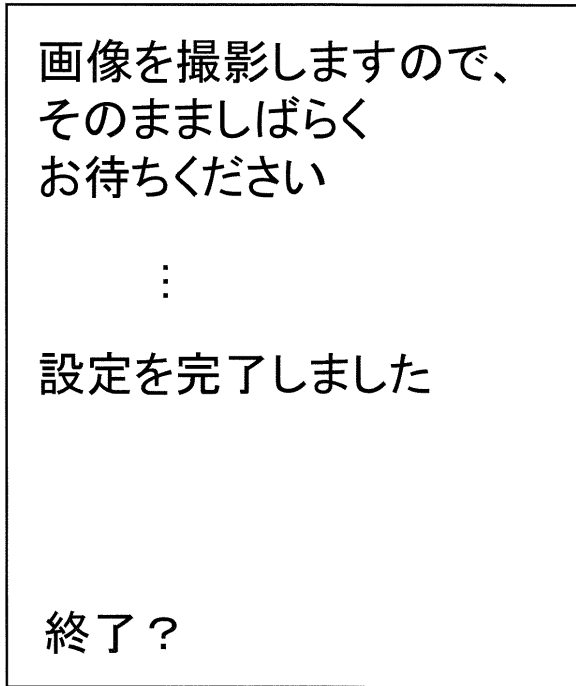 画像を撮影しますので、
そのまましばらく
お待ちください
⋮
設定を完了しました
終了？